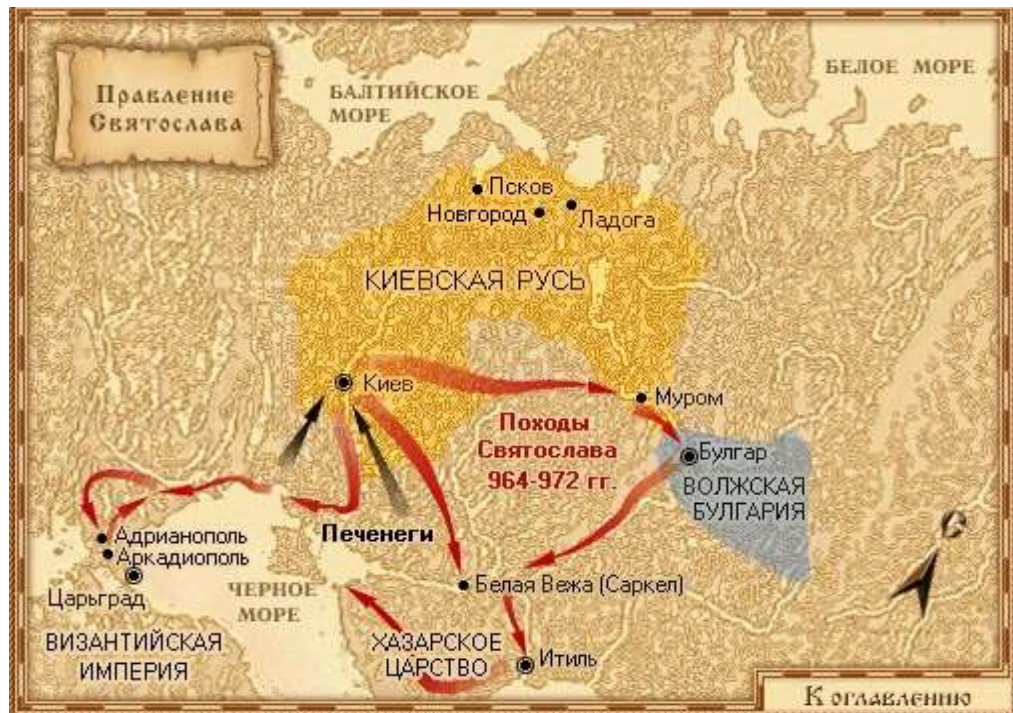 Правление
Святослава
БАЛТИЙСКОЕ
МОРЕ
БЕЛОЕ МОРЕ
Псков
Новгород
Ладога
КИЕВСКАЯ РУСЬ
Киев
Муром
Походы
Святослава
964-972 гг.
Булгар
ВОЛЖСКАЯ
БУЛГАРИЯ
Печенеги
Адрианополь
Аркадиополь
Царьград
ЧЕРНОЕ
МОРЕ
Белая Вежа (Саркел)
ВИЗАНТИЙСКАЯ
ИМПЕРИЯ
ХАЗАРСКОЕ
ЦАРСТВО
Итиль
С
К оглавлению